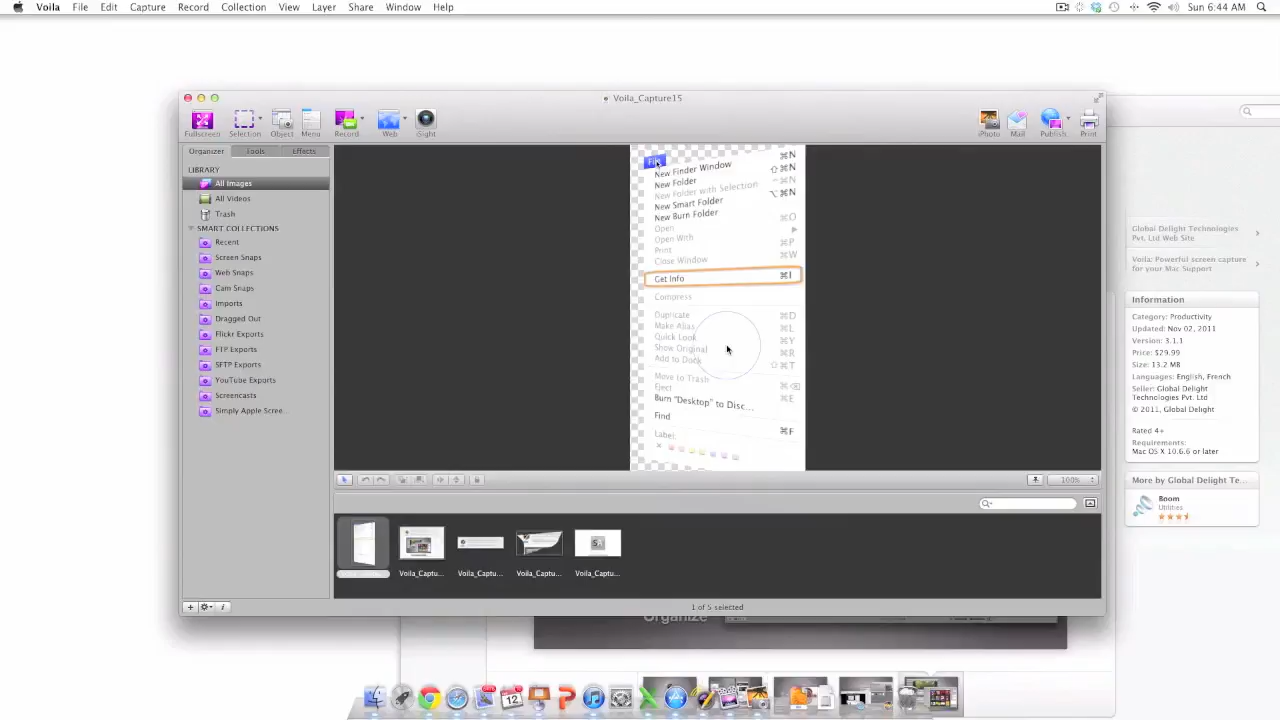 Voila File Edit Capture Record Collection View Layer Share Window Help Sun 6:44 AM
Voila_Capture15
Fullscreen Selection Object Menu Record Web iSight iPhoto Mail Publish Print
Organizer Tools Effects
LIBRARY
All Images
All Videos
Trash
SMART COLLECTIONS
Recent
Screen Snaps
Web Snaps
Cam Snaps
Imports
Dragged Out
Flickr Exports
FTP Exports
SFTP Exports
YouTube Exports
Screencasts
Simply Apple Scree...
File
New Finder Window ⌘N
New Folder ⇧⌘N
New Folder with Selection ⌃⌘N
New Smart Folder ⌥⌘N
New Burn Folder
Open ⌘O
Open With ▶
Print ⌘P
Close Window ⌘W
Get Info ⌘I
Compress
Duplicate ⌘D
Make Alias ⌘L
Quick Look ⌘Y
Show Original ⌘R
Add to Dock ⇧⌘T
Move to Trash ⌘⌫
Eject ⌘E
Burn "Desktop" to Disc...
Find ⌘F
Label:
100%
Voila_Captu... Voila_Captu... Voila_Captu... Voila_Captu...
1 of 5 selected
Global Delight Technologies
Pvt. Ltd Web Site
Voila: Powerful screen capture
for your Mac Support
Information
Category: Productivity
Updated: Nov 02, 2011
Version: 3.1.1
Price: $29.99
Size: 13.2 MB
Languages: English, French
Seller: Global Delight
Technologies Pvt. Ltd
© 2011, Global Delight
Rated 4+
Requirements:
Mac OS X 10.6.6 or later
More by Global Delight Te...
Boom
Utilities
Organize
12